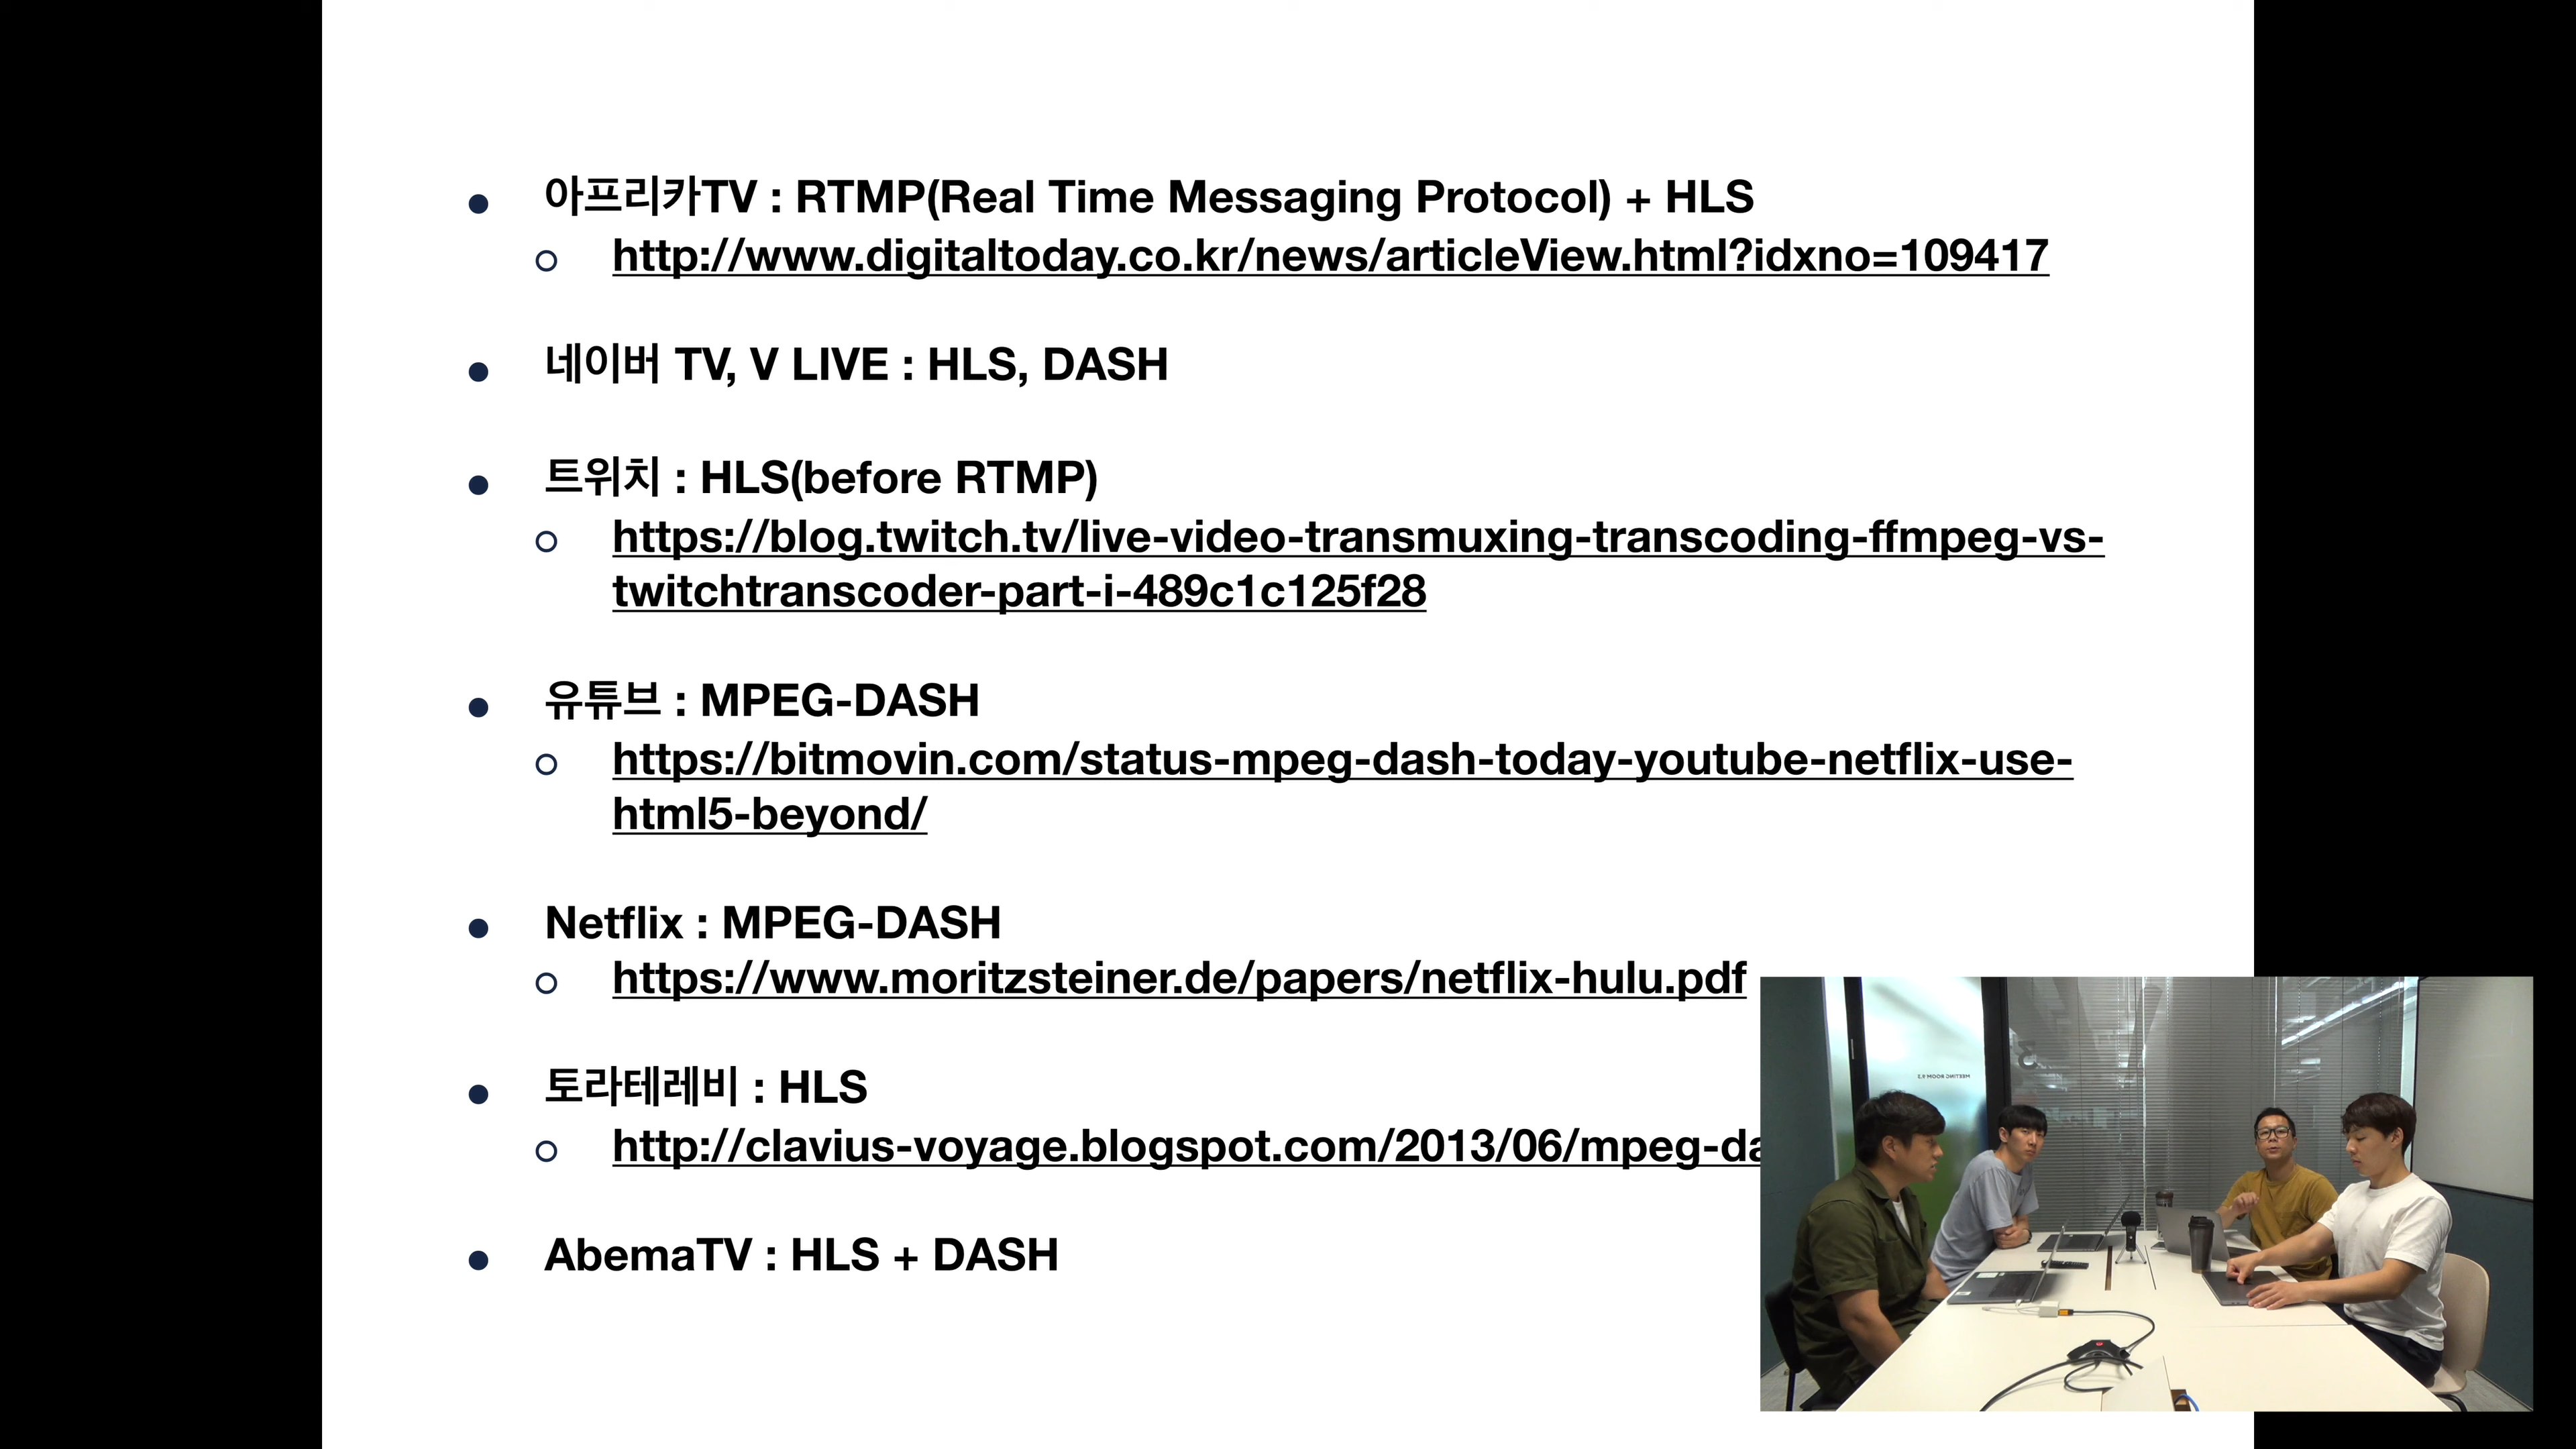 아프리카TV : RTMP(Real Time Messaging Protocol) + HLS
http://www.digitaltoday.co.kr/news/articleView.html?idxno=109417
네이버 TV, V LIVE : HLS, DASH
트위치 : HLS(before RTMP)
https://blog.twitch.tv/live-video-transmuxing-transcoding-ffmpeg-vs-
twitchtranscoder-part-i-489c1c125f28
유튜브 : MPEG-DASH
https://bitmovin.com/status-mpeg-dash-today-youtube-netflix-use-
html5-beyond/
Netflix : MPEG-DASH
https://www.moritzsteiner.de/papers/netflix-hulu.pdf
토라테레비 : HLS
http://clavius-voyage.blogspot.com/2013/06/mpeg-da
AbemaTV : HLS + DASH
MEETING ROOM